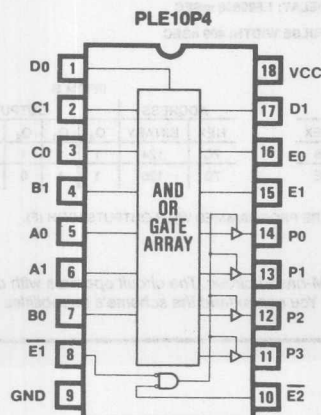 PLE10P4
D0 1
18 VCC
C1 2
17 D1
C0 3
16 E0
B1 4
15 E1
A0 5
14 P0
A1 6
13 P1
B0 7
12 P2
E̅1̅ 8
11 P3
GND 9
10 E̅2̅
AND
OR
GATE
ARRAY